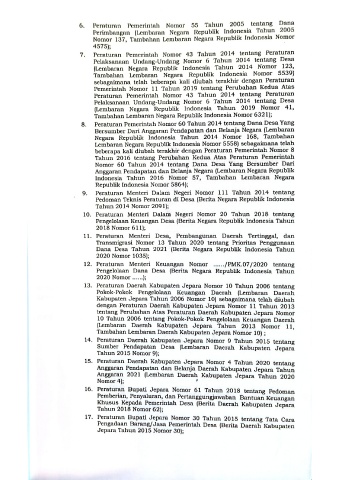 6. Peraturan Pemerintah Nomor 55 Tahun 2005 tentang Dana
Perimbangan (Lembaran Negara Republik Indonesia Tahun 2005
Nomor 137, Tambahan Lembaran Negara Republik Indonesia Nomor
4575);
7. Peraturan Pemerintah Nomor 43 Tahun 2014 tentang Peraturan
Pelaksanaan Undang-Undang Nomor 6 Tahun 2014 tentang Desa
(Lembaran Negara Republik Indonesia Tahun 2014 Nomor 123,
Tambahan Lembaran Negara Republik Indonesia Nomor 5539)
sebagaimana telah beberapa kali diubah terakhir dengan Peraturan
Pemerintah Nomor 11 Tahun 2019 tentang Perubahan Kedua Atas
Peraturan Pemerintah Nomor 43 Tahun 2014 tentang Peraturan
Pelaksanaan Undang-Undang Nomor 6 Tahun 2014 tentang Desa
(Lembaran Negara Republik Indonesia Tahun 2019 Nomor 41,
Tambahan Lembaran Negara Republik Indonesia Nomor 6321);
8. Peraturan Pemerintah Nomor 60 Tahun 2014 tentang Dana Desa Yang
Bersumber Dari Anggaran Pendapatan dan Belanja Negara (Lembaran
Negara Republik Indonesia Tahun 2014 Nomor 168, Tambahan
Lembaran Negara Republik Indonesia Nomor 5558) sebagaimana telah
beberapa kali diubah terakhir dengan Peraturan Pemerintah Nomor 8
Tahun 2016 tentang Perubahan Kedua Atas Peraturan Pemerintah
Nomor 60 Tahun 2014 tentang Dana Desa Yang Bersumber Dari
Anggaran Pendapatan dan Belanja Negara (Lembaran Negara Republik
Indonesia Tahun 2016 Nomor 57, Tambahan Lembaran Negara
Republik Indonesia Nomor 5864);
9. Peraturan Menteri Dalam Negeri Nomor 111 Tahun 2014 tentang
Pedoman Teknis Peraturan di Desa (Berita Negara Republik Indonesia
Tahun 2014 Nomor 2091);
10. Peraturan Menteri Dalam Negeri Nomor 20 Tahun 2018 tentang
Pengelolaan Keuangan Desa (Berita Negara Republik Indonesia Tahun
2018 Nomor 611);
11. Peraturan Menteri Desa, Pembangunan Daerah Tertinggal, dan
Transmigrasi Nomor 13 Tahun 2020 tentang Prioritas Penggunaan
Dana Desa Tahun 2021 (Berita Negara Republik Indonesia Tahun
2020 Nomor 1035);
12. Peraturan Menteri Keuangan Nomor ....../PMK.07/2020 tentang
Pengelolaan Dana Desa (Berita Negara Republik Indonesia Tahun
2020 Nomor ......);
13. Peraturan Daerah Kabupaten Jepara Nomor 10 Tahun 2006 tentang
Pokok-Pokok Pengelolaan Keuangan Daerah (Lembaran Daerah
Kabupaten Jepara Tahun 2006 Nomor 10) sebagaimana telah diubah
dengan Peraturan Daerah Kabupaten Jepara Nomor 11 Tahun 2013
tentang Perubahan Atas Peraturan Daerah Kabupaten Jepara Nomor
10 Tahun 2006 tentang Pokok-Pokok Pengelolaan Keuangan Daerah
(Lembaran Daerah Kabupaten Jepara Tahun 2013 Nomor 11,
Tambahan Lembaran Daerah Kabupaten Jepara Nomor 10) ;
14. Peraturan Daerah Kabupaten Jepara Nomor 9 Tahun 2015 tentang
Sumber Pendapatan Desa (Lembaran Daerah Kabupaten Jepara
Tahun 2015 Nomor 9);
15. Peraturan Daerah Kabupaten Jepara Nomor 4 Tahun 2020 tentang
Anggaran Pendapatan dan Belanja Daerah Kabupaten Jepara Tahun
Anggaran 2021 (Lembaran Daerah Kabupaten Jepara Tahun 2020
Nomor 4);
16. Peraturan Bupati Jepara Nomor 61 Tahun 2018 tentang Pedoman
Pemberian, Penyaluran, dan Pertanggungjawaban Bantuan Keuangan
Khusus Kepada Pemerintah Desa (Berita Daerah Kabupaten Jepara
Tahun 2018 Nomor 62);
17. Peraturan Bupati Jepara Nomor 30 Tahun 2015 tentang Tata Cara
Pengadaan Barang/Jasa Pemerintah Desa (Berita Daerah Kabupaten
Jepara Tahun 2015 Nomor 30);